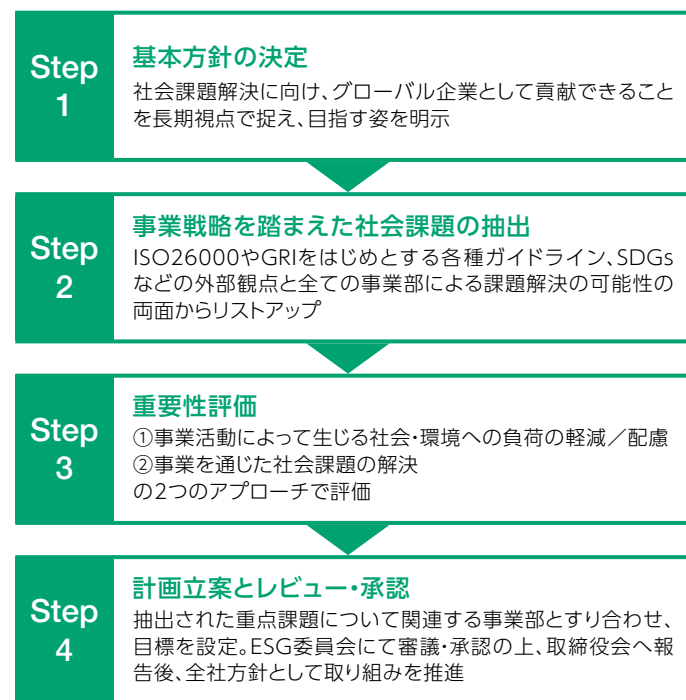 Step
1
基本方針の決定
社会課題解決に向け、グローバル企業として貢献できること
を長期視点で捉え、目指す姿を明示
Step
2
事業戦略を踏まえた社会課題の抽出
ISO26000やGRIをはじめとする各種ガイドライン、SDGs
などの外部観点と全ての事業部による課題解決の可能性の
両面からリストアップ
Step
3
重要性評価
①事業活動によって生じる社会・環境への負荷の軽減／配慮
②事業を通じた社会課題の解決
の2つのアプローチで評価
Step
4
計画立案とレビュー・承認
抽出された重点課題について関連する事業部とすり合わせ、
目標を設定。ESG委員会にて審議・承認の上、取締役会へ報
告後、全社方針として取り組みを推進